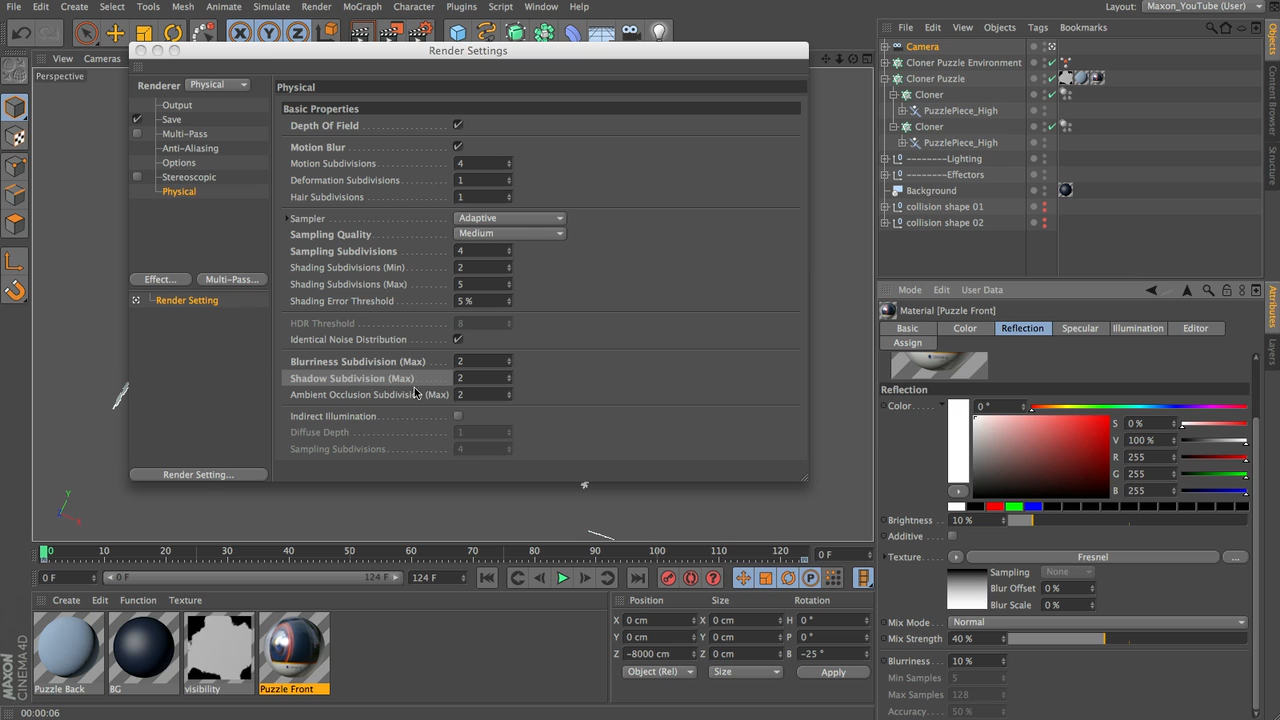 File Edit Create Select Tools Mesh Animate Simulate Render MoGraph Character Plugins Script Window Help
Layout: Maxon_YouTube (User)
X Y Z
View Cameras
Perspective
Render Settings
Renderer Physical
Output
Save
Multi-Pass
Anti-Aliasing
Options
Stereoscopic
Physical
Effect... Multi-Pass...
Render Setting
Render Setting...
Physical
Basic Properties
Depth Of Field
Motion Blur
Motion Subdivisions 4
Deformation Subdivisions 1
Hair Subdivisions 1
Sampler Adaptive
Sampling Quality Medium
Sampling Subdivisions 4
Shading Subdivisions (Min) 2
Shading Subdivisions (Max) 5
Shading Error Threshold 5 %
HDR Threshold 8
Identical Noise Distribution
Blurriness Subdivision (Max) 2
Shadow Subdivision (Max) 2
Ambient Occlusion Subdivision (Max) 2
Indirect Illumination
Diffuse Depth 1
Sampling Subdivisions 4
Y
Z X
File Edit View Objects Tags Bookmarks
Camera
Cloner Puzzle Environment
Cloner Puzzle
Cloner
PuzzlePiece_High
Cloner
PuzzlePiece_High
--------Lighting
--------Effectors
Background
collision shape 01
collision shape 02
Objects
Content Browser
Structure
Mode Edit User Data
Material [Puzzle Front]
Basic Color Reflection Specular Illumination Editor
Assign
Attributes
Layers
Reflection
Color 0 °
S 0 %
V 100 %
R 255
G 255
B 255
Brightness 10 %
Additive
Texture Fresnel ...
Sampling None
Blur Offset 0 %
Blur Scale 0 %
Mix Mode Normal
Mix Strength 40 %
Blurriness 10 %
Min Samples 5
Max Samples 128
Accuracy 50 %
0 10 20 30 40 50 60 70 80 90 100 110 120 0 F
0 F 0 F 124 F 124 F
P
Create Edit Function Texture
Puzzle Back BG visibility Puzzle Front
Position Size Rotation
X 0 cm X 0 cm H 0 °
Y 0 cm Y 0 cm P 0 °
Z -8000 cm Z 0 cm B -25 °
Object (Rel) Size Apply
MAXON
CINEMA 4D
00:00:06